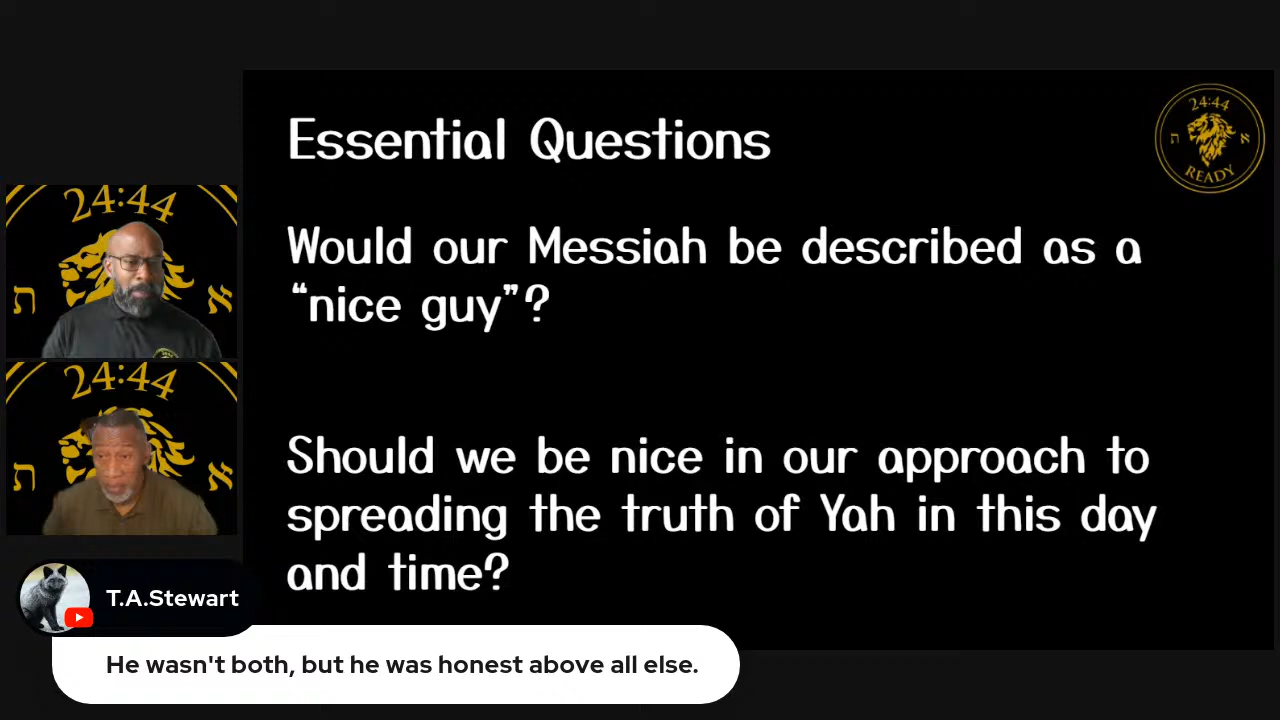 Essential Questions
24:44
ת א
READY
Would our Messiah be described as a
“nice guy”?
Should we be nice in our approach to
spreading the truth of Yah in this day
and time?
24:44
ת א
24:44
ת א
T.A.Stewart
He wasn't both, but he was honest above all else.